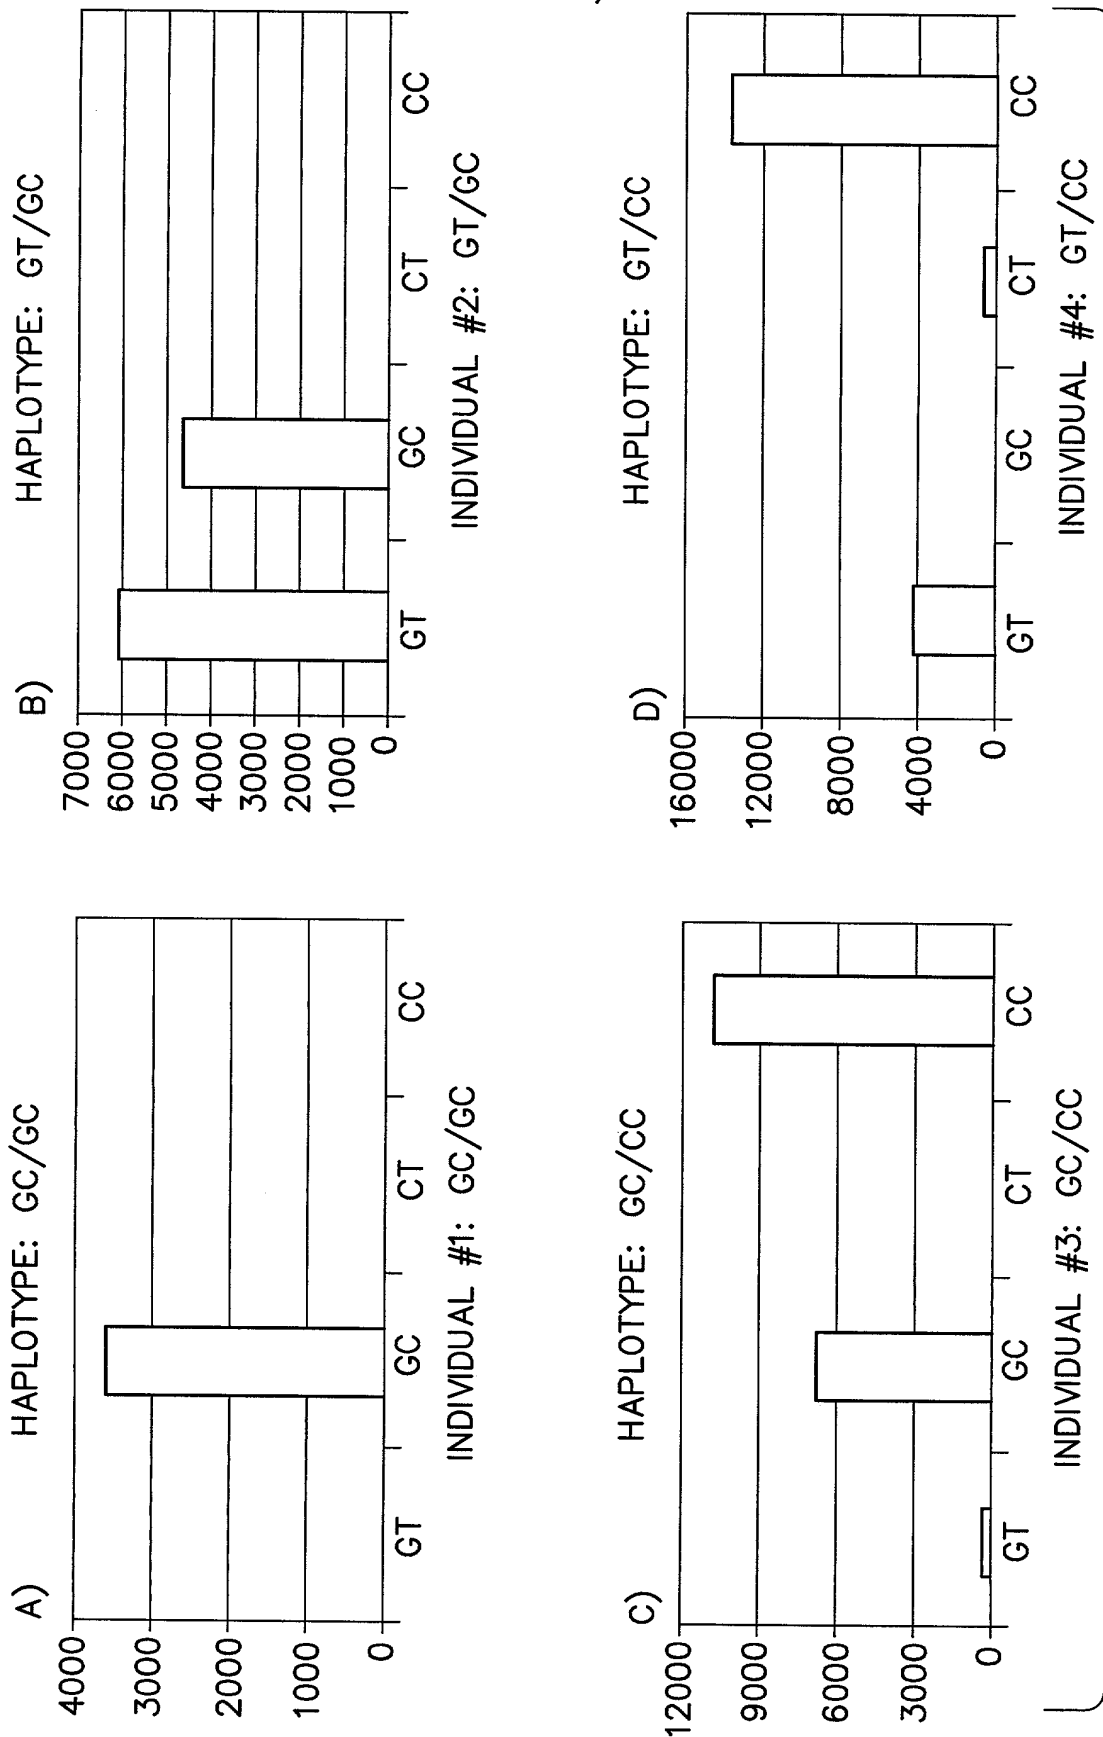 A)
HAPLOTYPE: GC/GC
4000
3000
2000
1000
0
GT GC CT CC
INDIVIDUAL #1: GC/GC
B)
HAPLOTYPE: GT/GC
7000
6000
5000
4000
3000
2000
1000
0
GT GC CT CC
INDIVIDUAL #2: GT/GC
C)
HAPLOTYPE: GC/CC
12000
9000
6000
3000
0
GT GC CT CC
INDIVIDUAL #3: GC/CC
D)
HAPLOTYPE: GT/CC
16000
12000
8000
4000
0
GT GC CT CC
INDIVIDUAL #4: GT/CC